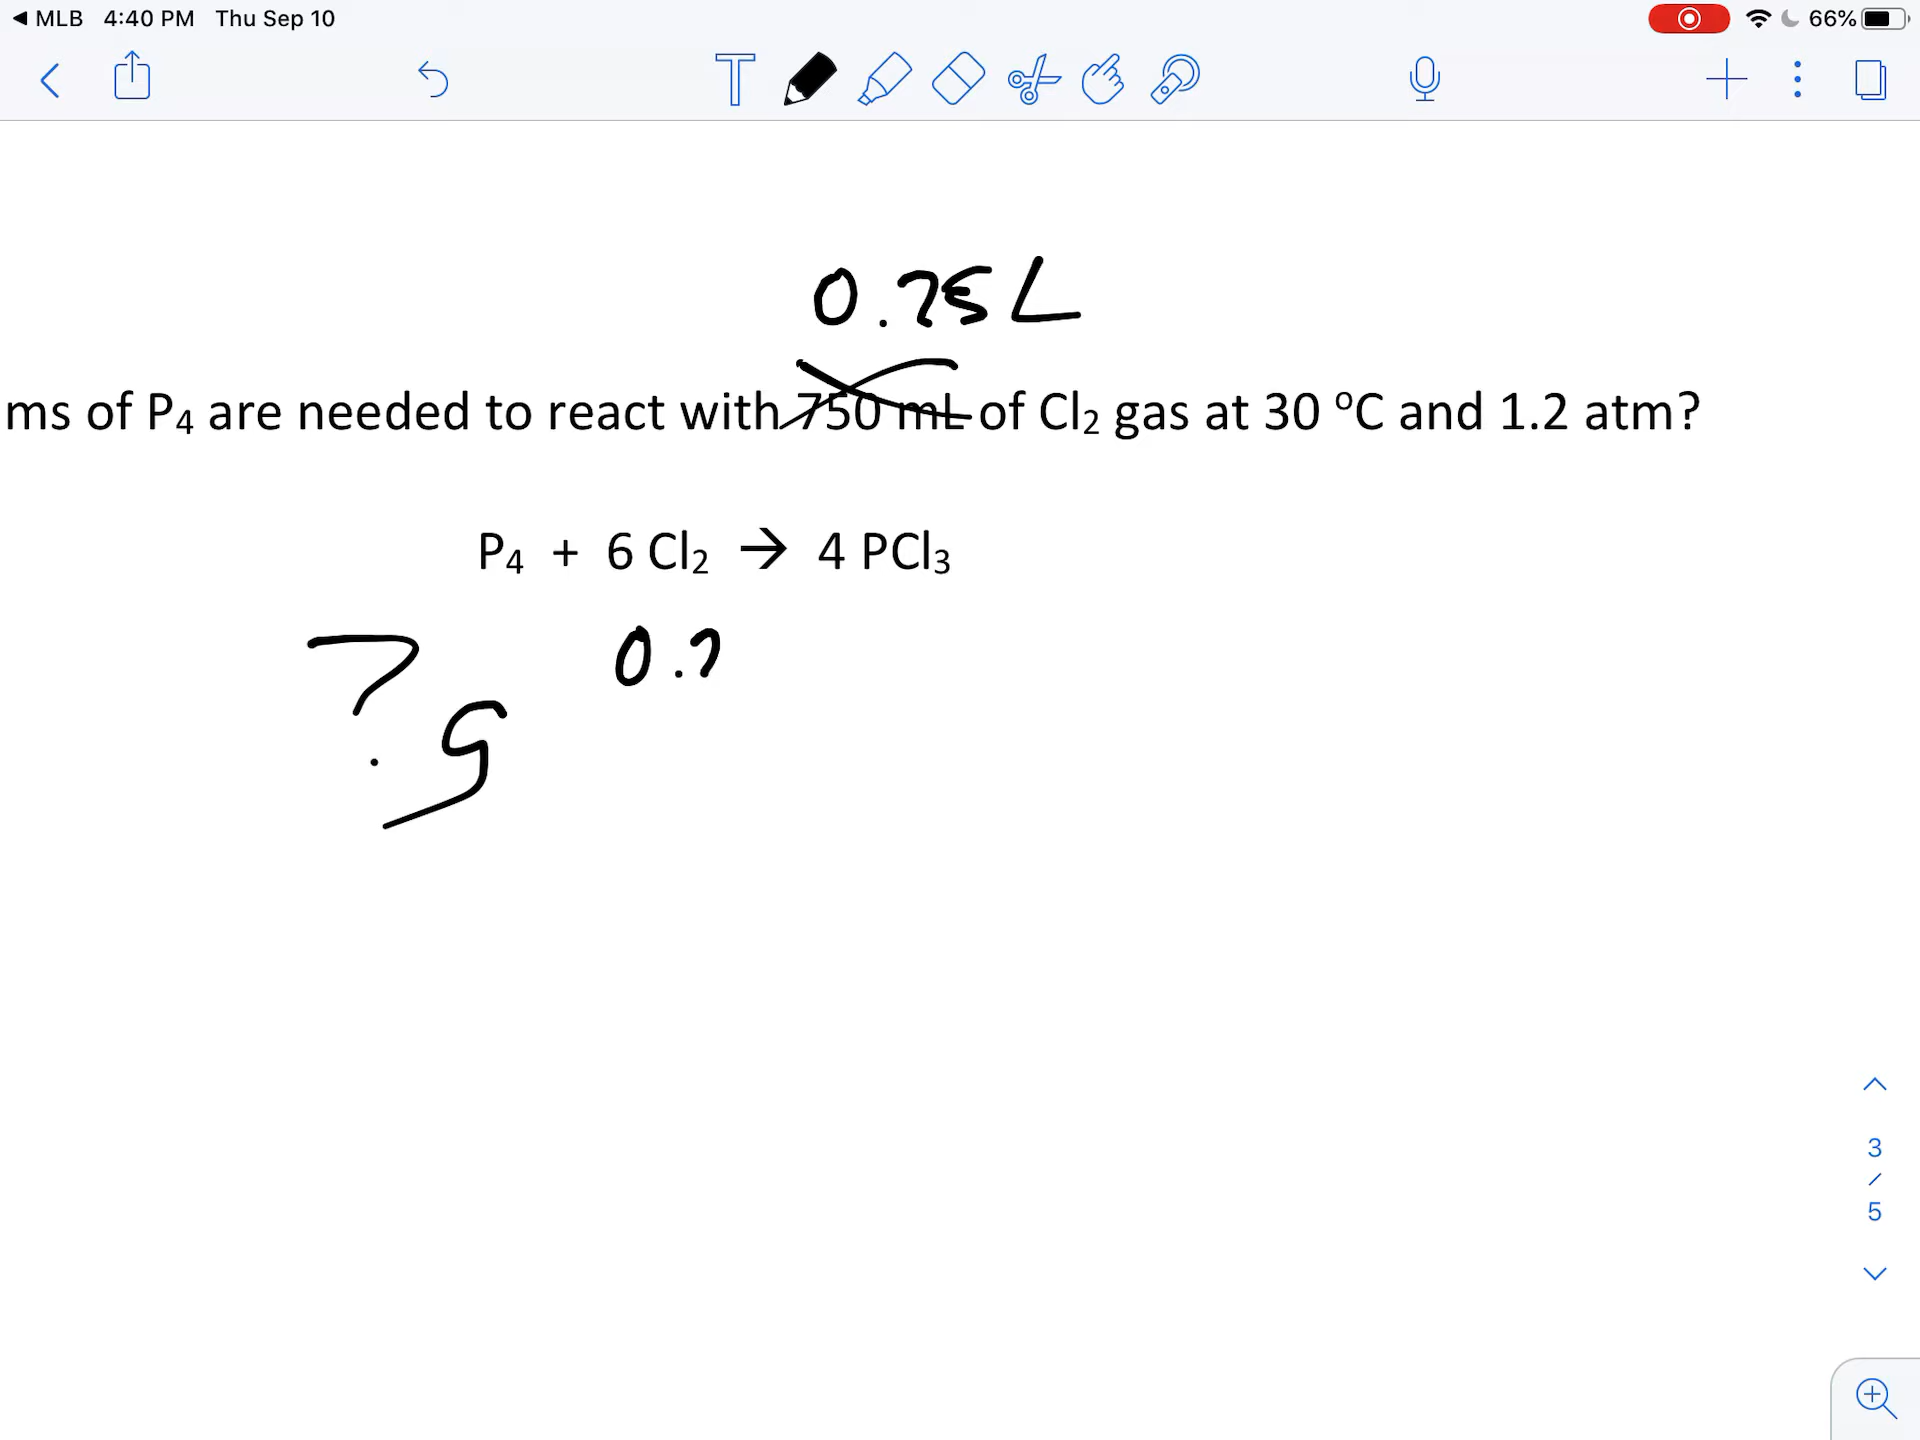 MLB 4:40 PM Thu Sep 10 66%
T
0.75 L
ms of P4 are needed to react with 750 mL of Cl2 gas at 30 ºC and 1.2 atm?
P4 + 6 Cl2 → 4 PCl3
? g 0.7
3
/
5